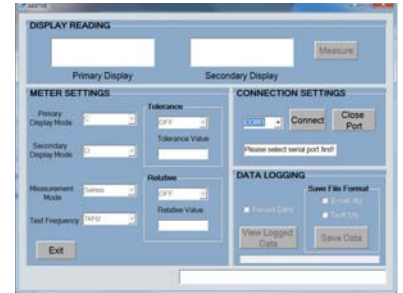 DISPLAY READING
Measure
Primary Display
Secondary Display
METER SETTINGS
Primary
Display Mode
C
Secondary
Display Mode
D
Measurement
Mode
Series
Test Frequency
1KHz
Exit
Tolerance
OFF
Tolerance Value
Relative
OFF
Relative Value
CONNECTION SETTINGS
Connect
Close
Port
Please select serial port first!
DATA LOGGING
Record Data
Save File Format
View Logged
Data
Save Data